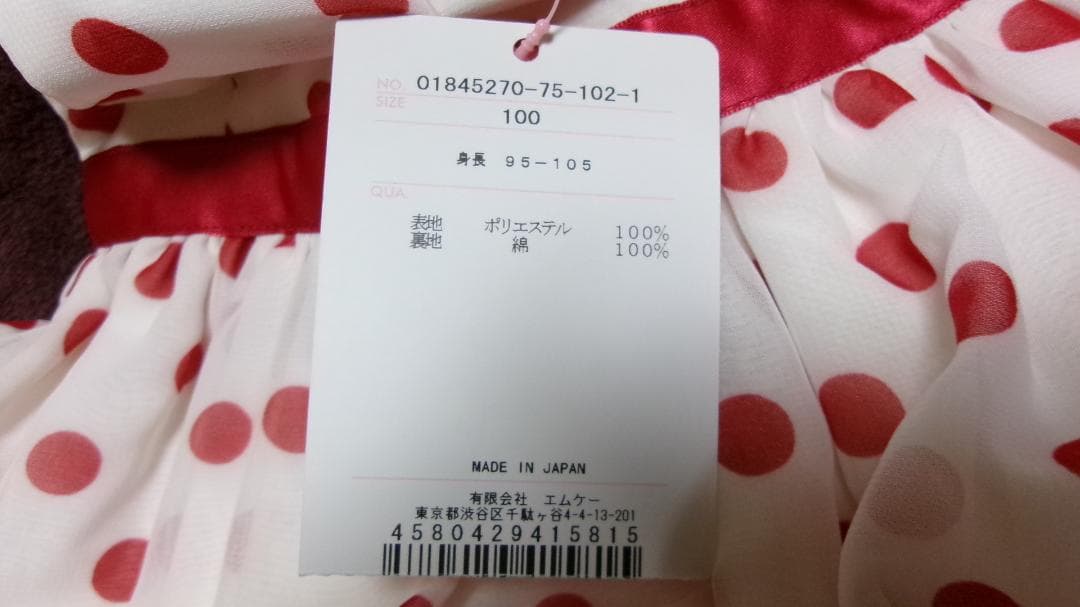 NO. 01845270-75-102-1
SIZE
100
身長 95-105
QUA.
表地 ポリエステル 100%
裏地 綿 100%
MADE IN JAPAN
有限会社 エムケー
東京都渋谷区千駄ヶ谷4-4-13-201
4580429415815